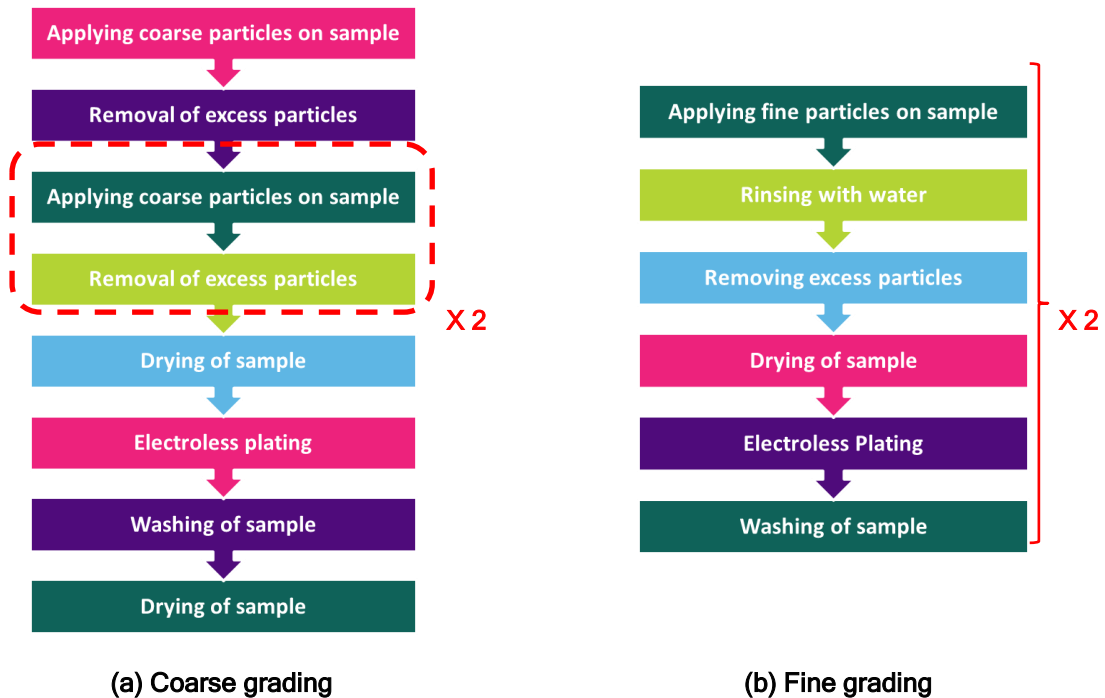 Applying coarse particles on sample
Removal of excess particles
Applying coarse particles on sample
Removal of excess particles
X 2
Drying of sample
Electroless plating
Washing of sample
Drying of sample
(a) Coarse grading
Applying fine particles on sample
Rinsing with water
Removing excess particles
X 2
Drying of sample
Electroless Plating
Washing of sample
(b) Fine grading